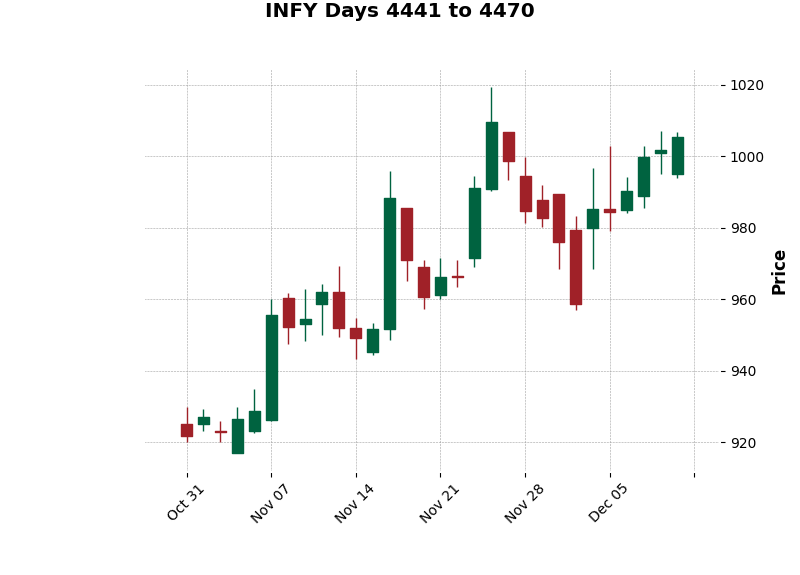 INFY Days 4441 to 4470
1020
1000
980
960
940
920
Price
Oct 31
Nov 07
Nov 14
Nov 21
Nov 28
Dec 05